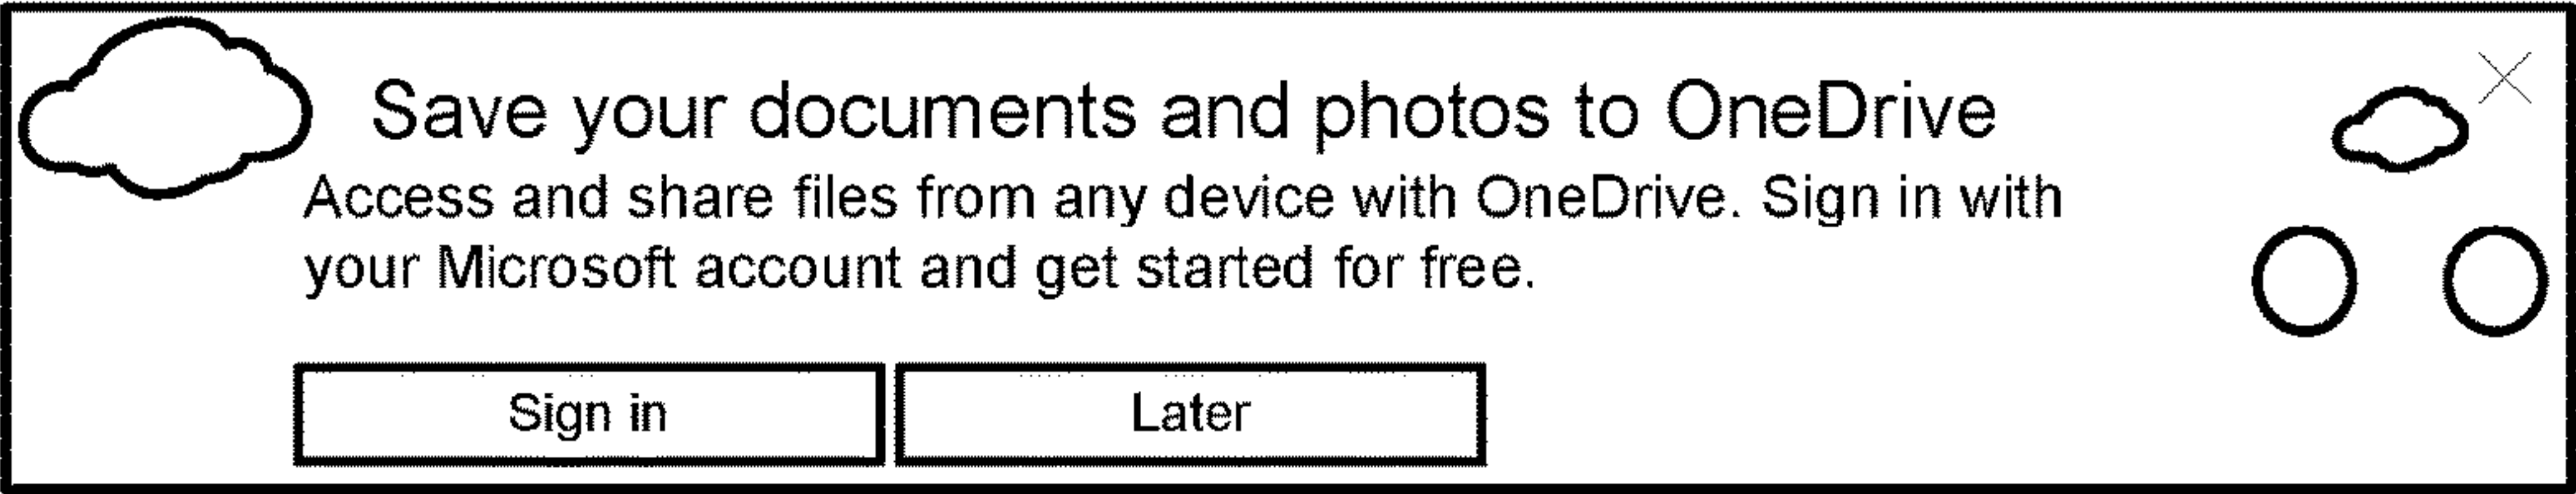 Save your documents and photos to OneDrive
Access and share files from any device with OneDrive. Sign in with
your Microsoft account and get started for free.
Sign in
Later